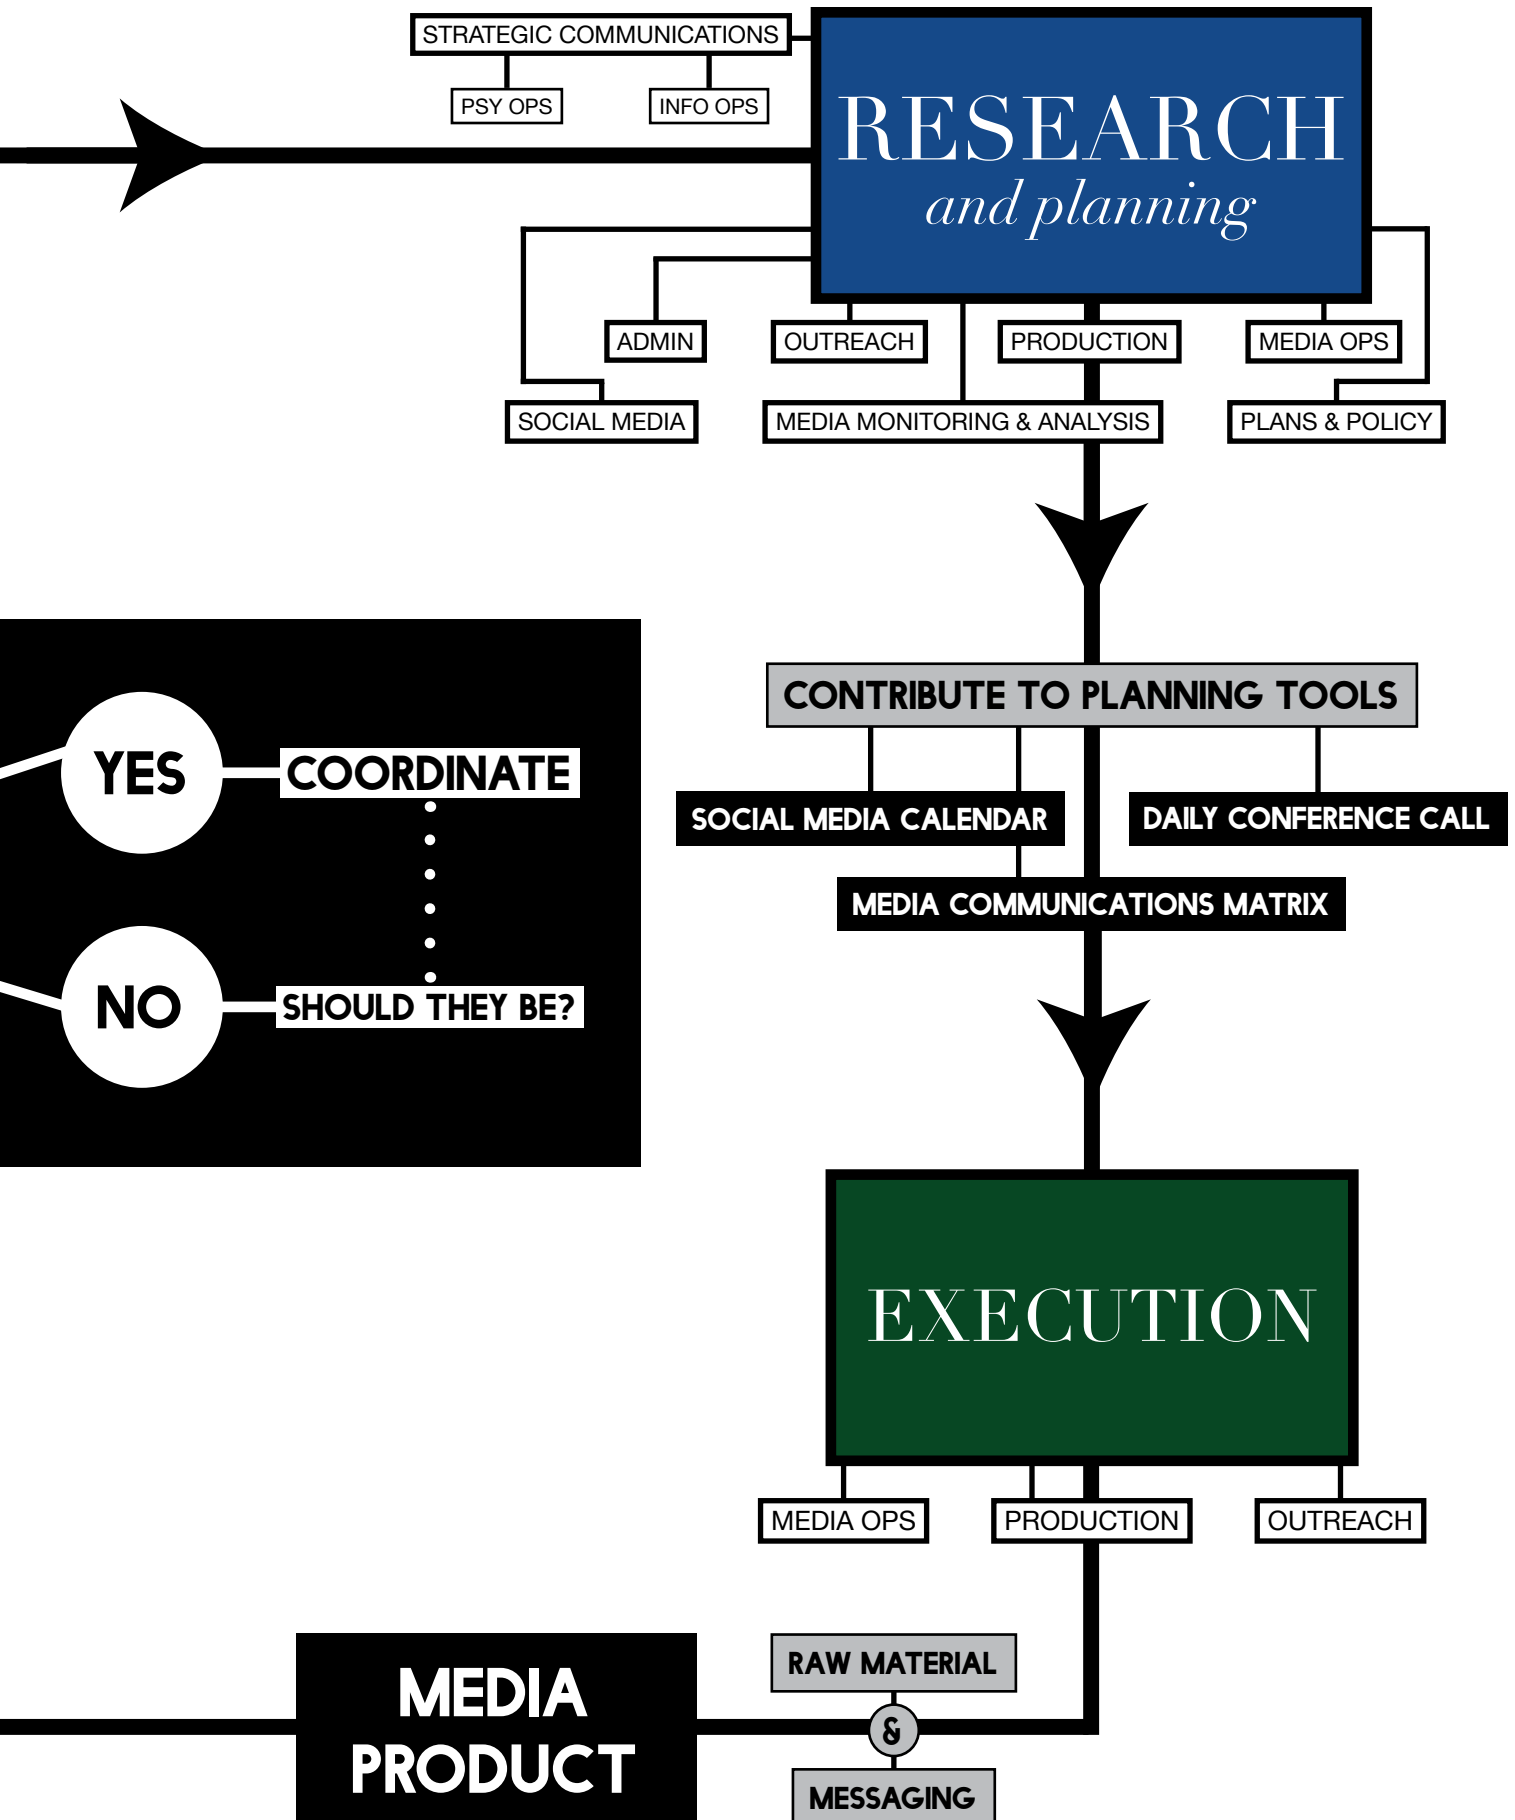 STRATEGIC COMMUNICATIONS
PSY OPS
INFO OPS
RESEARCH
and planning
ADMIN
OUTREACH
PRODUCTION
MEDIA OPS
SOCIAL MEDIA
MEDIA MONITORING & ANALYSIS
PLANS & POLICY
CONTRIBUTE TO PLANNING TOOLS
YES
COORDINATE
SOCIAL MEDIA CALENDAR
DAILY CONFERENCE CALL
MEDIA COMMUNICATIONS MATRIX
NO
SHOULD THEY BE?
EXECUTION
MEDIA OPS
PRODUCTION
OUTREACH
RAW MATERIAL
&
MESSAGING
MEDIA
PRODUCT